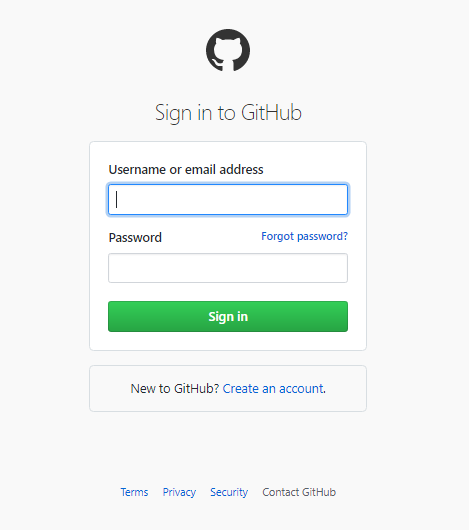 Sign in to GitHub
Username or email address
Password Forgot password?
Sign in
New to GitHub? Create an account.
Terms Privacy Security Contact GitHub